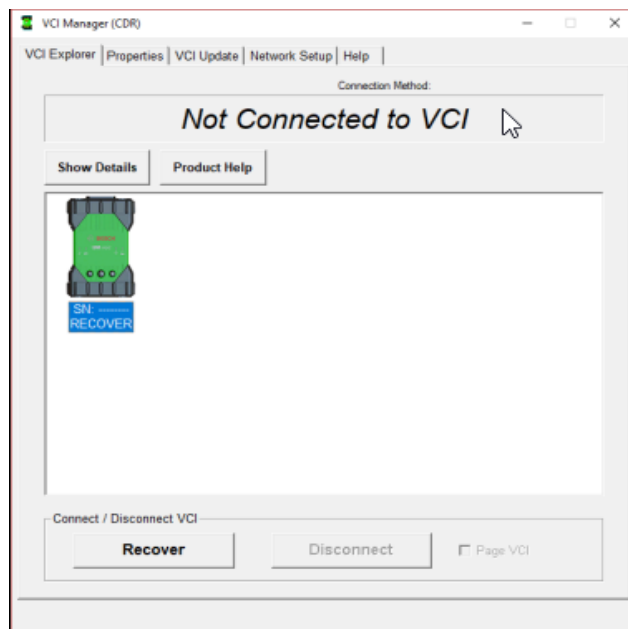 VCI Manager (CDR)
VCI Explorer Properties VCI Update Network Setup Help
Connection Method:
Not Connected to VCI
Show Details Product Help
SN: --------
RECOVER
Connect / Disconnect VCI
Recover Disconnect Page VCI